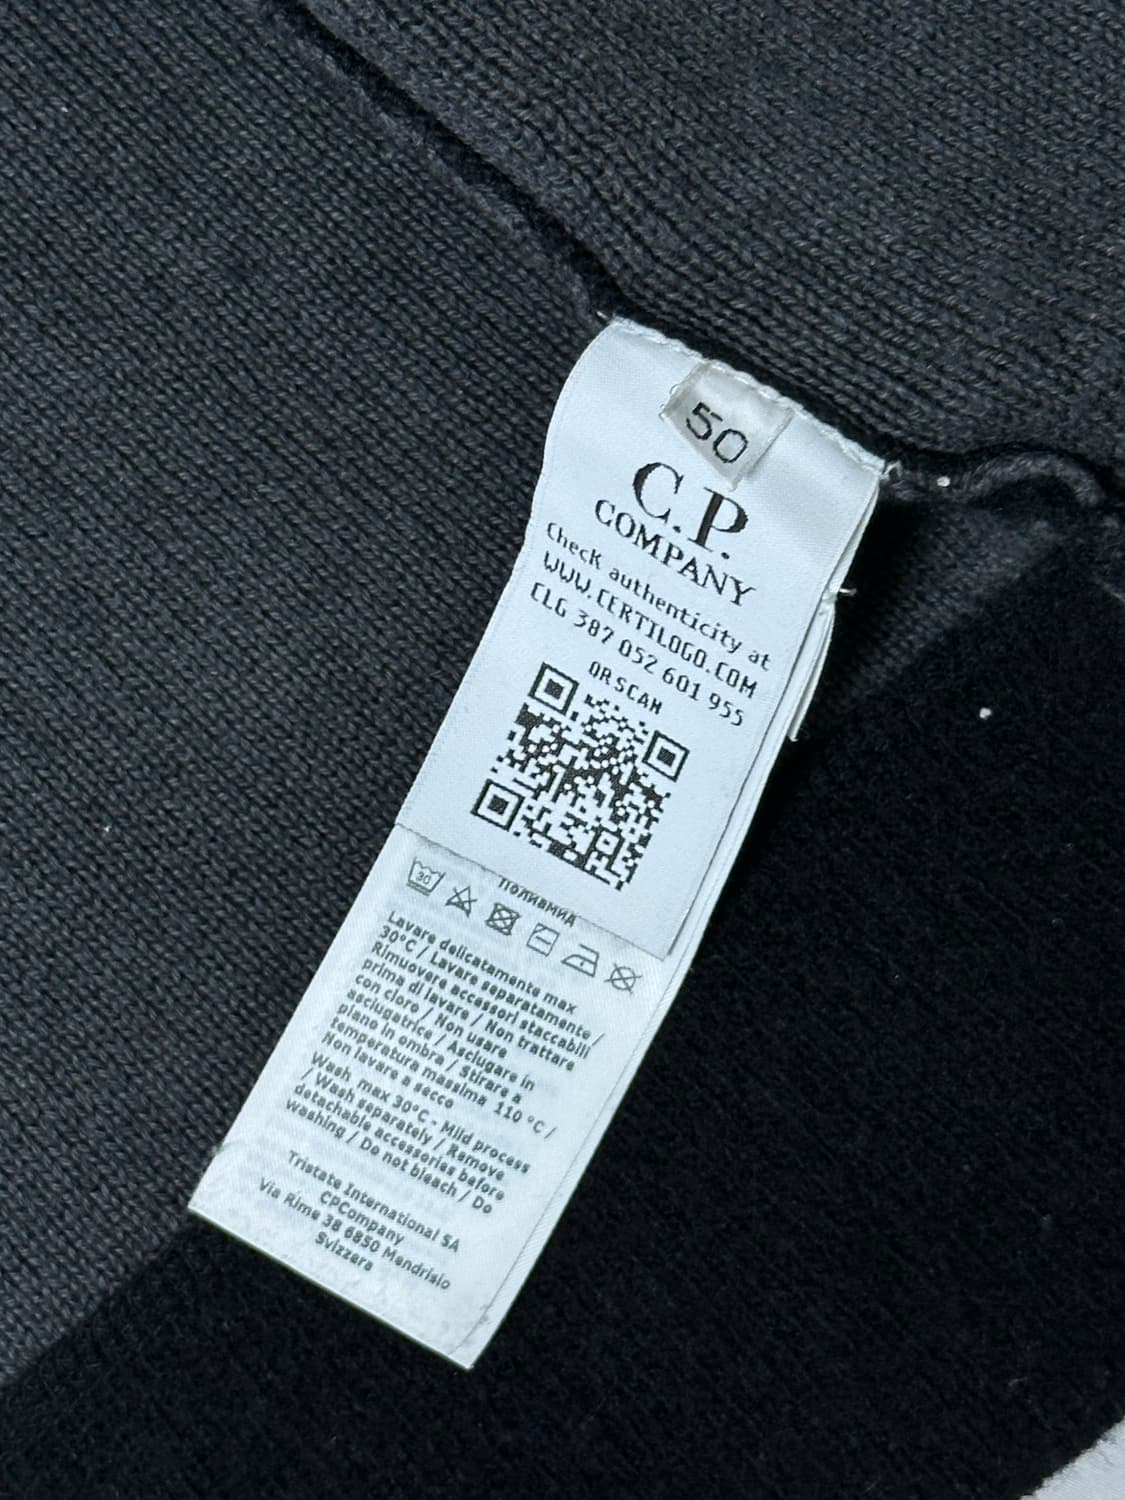 50
C.P.
COMPANY
Check authenticity at
WWW.CERTILOGO.COM
CLG 387 052 601 955
QR SCAN
Полиамид
30
Lavare delicatamente max
30°C / Lavare separatamente /
Rimuovere accessori staccabili
prima di lavare / Non trattare
con cloro / Non usare
asciugatrice / Asciugare in
piano in ombra / Stirare a
temperatura massima 110 °C /
Non lavare a secco
Wash max 30°C - Mild process
/ Wash separately / Remove
detachable accessories before
washing / Do not bleach / Do
Tristate International SA
CPCompany
Via Rime 38 6850 Mendrisio
Svizzera